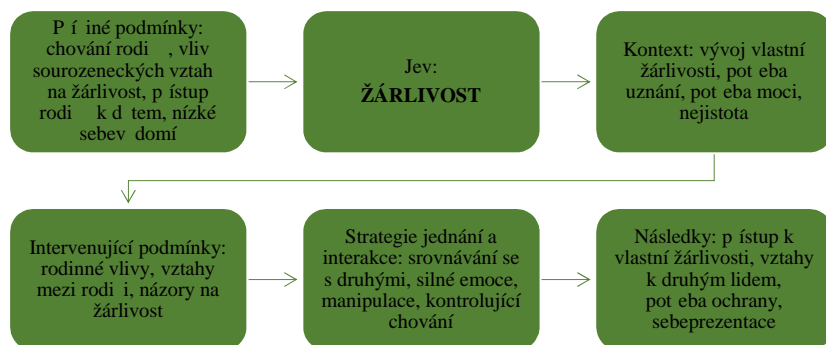 P í iné podmínky:
chování rodi , vliv
sourozeneckých vztah
na žárlivost, p ístup
rodi k d tem, nízké
sebev domí
Jev:
ŽÁRLIVOST
Kontext: vývoj vlastní
žárlivosti, pot eba
uznání, pot eba moci,
nejistota
Intervenující podmínky:
rodinné vlivy, vztahy
mezi rodi i, názory na
žárlivost
Strategie jednání a
interakce: srovnávání se
s druhými, silné emoce,
manipulace, kontrolující
chování
Následky: p ístup k
vlastní žárlivosti, vztahy
k druhým lidem,
pot eba ochrany,
sebeprezentace